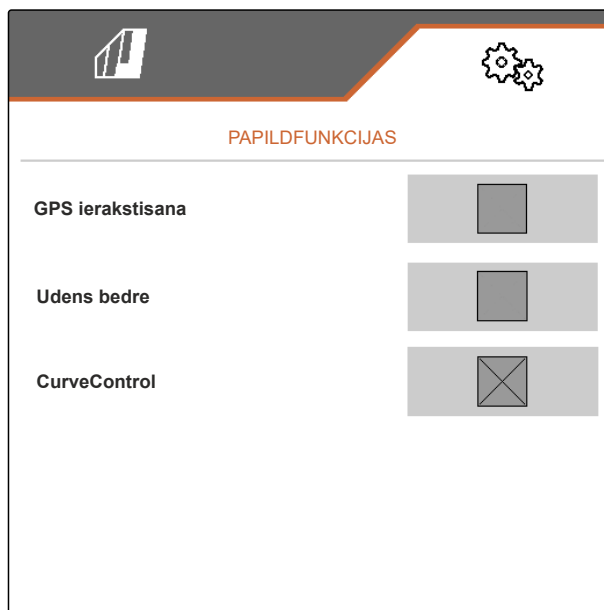 PAPILDFUNKCIJAS
GPS ierakstisana
Udens bedre
CurveControl